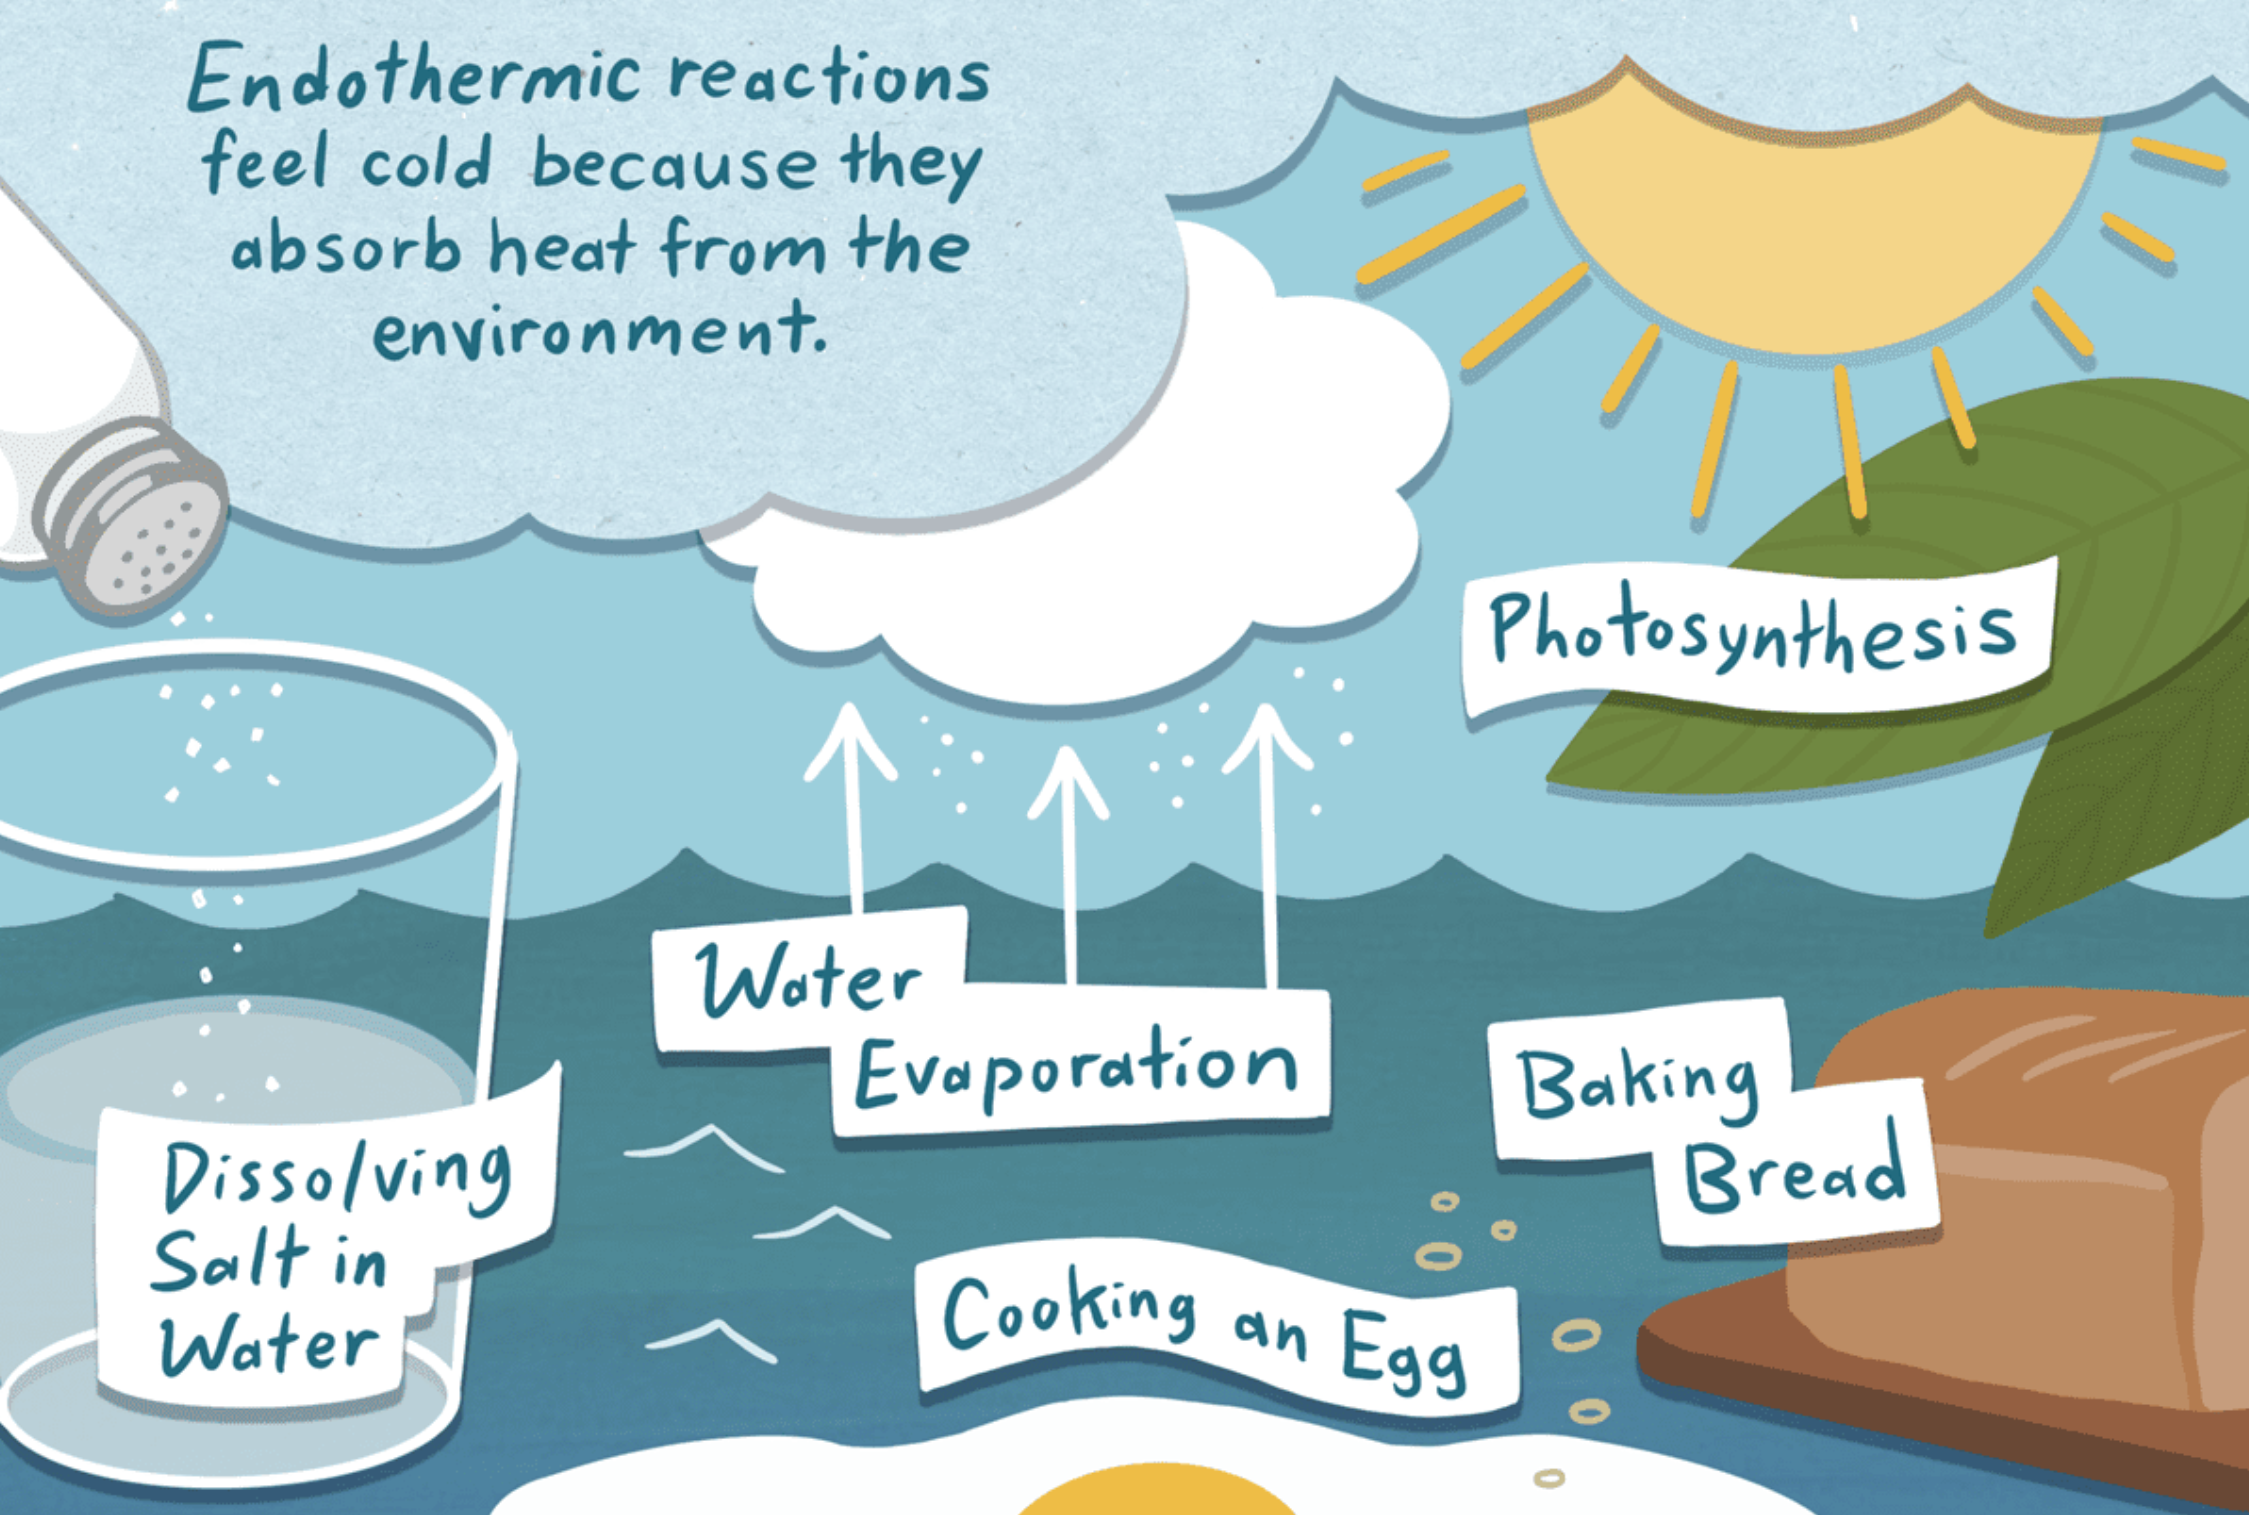 Endothermic reactions
feel cold because they
absorb heat from the
environment.
Photosynthesis
Water
Evaporation
Baking
Bread
Dissolving
Salt in
Water
Cooking an Egg